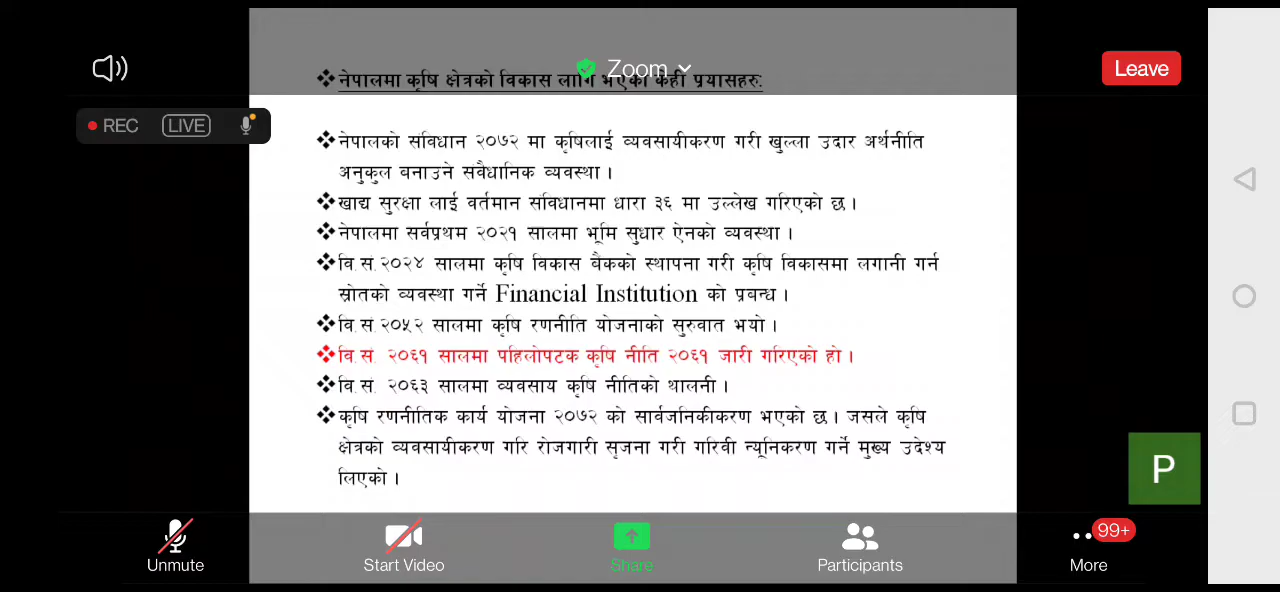 Zoom
Leave
❖नेपालमा कृषि क्षेत्रको विकास लागि भएका केही प्रयासहरु:
REC LIVE
❖नेपालको संविधान २०७२ मा कृषिलाई व्यवसायीकरण गरी खुल्ला उदार अर्थनीति
अनुकुल बनाउने संवैधानिक व्यवस्था ।
❖खाद्य सुरक्षा लाई वर्तमान संविधानमा धारा ३६ मा उल्लेख गरिएको छ ।
❖नेपालमा सर्वप्रथम २०२१ सालमा भूमि सुधार ऐनको व्यवस्था ।
❖वि.सं.२०२४ सालमा कृषि विकास बैकको स्थापना गरी कृषि विकासमा लगानी गर्न
स्रोतको व्यवस्था गर्ने Financial Institution को प्रबन्ध ।
❖वि.सं.२०५२ सालमा कृषि रणनीति योजनाको सुरुवात भयो ।
❖वि.सं. २०६१ सालमा पहिलोपटक कृषि नीति २०६१ जारी गरिएको हो ।
❖वि.सं. २०६३ सालमा व्यवसाय कृषि नीतिको थालनी ।
❖कृषि रणनीतिक कार्य योजना २०७२ को सार्वजनिकीकरण भएको छ । जसले कृषि
क्षेत्रको व्यवसायीकरण गरि रोजगारी सृजना गरी गरिवी न्यूनिकरण गर्ने मुख्य उदेश्य
लिएको ।
P
99+
Unmute Start Video Share Participants More